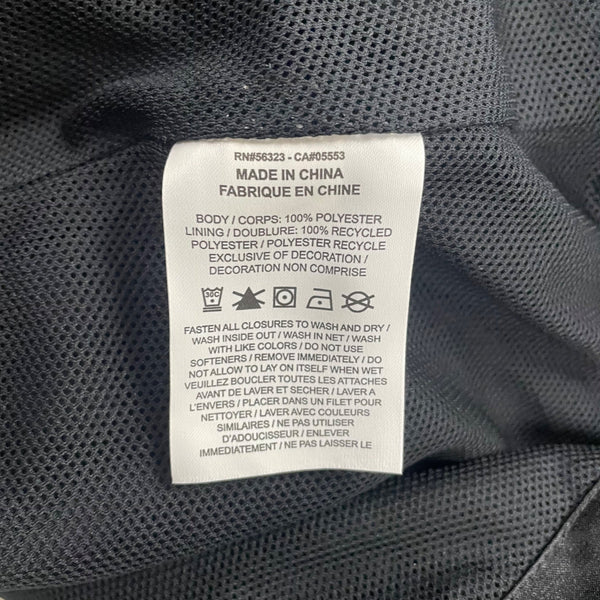 RN#56323 - CA#05553
MADE IN CHINA
FABRIQUE EN CHINE
BODY / CORPS: 100% POLYESTER
LINING / DOUBLURE: 100% RECYCLED
POLYESTER / POLYESTER RECYCLE
EXCLUSIVE OF DECORATION /
DECORATION NON COMPRISE
30C
FASTEN ALL CLOSURES TO WASH AND DRY /
WASH INSIDE OUT / WASH IN NET / WASH
WITH LIKE COLORS / DO NOT USE
SOFTENERS / REMOVE IMMEDIATELY / DO
NOT ALLOW TO LAY ON ITSELF WHEN WET
VEUILLEZ BOUCLER TOUTES LES ATTACHES
AVANT DE LAVER ET SECHER / LAVER A
L'ENVERS / PLACER DANS UN FILET POUR
NETTOYER / LAVER AVEC COULEURS
SIMILAIRES / NE PAS UTILISER
D'ADOUCISSEUR / ENLEVER
IMMÉDIATEMENT / NE PAS LAISSER LE